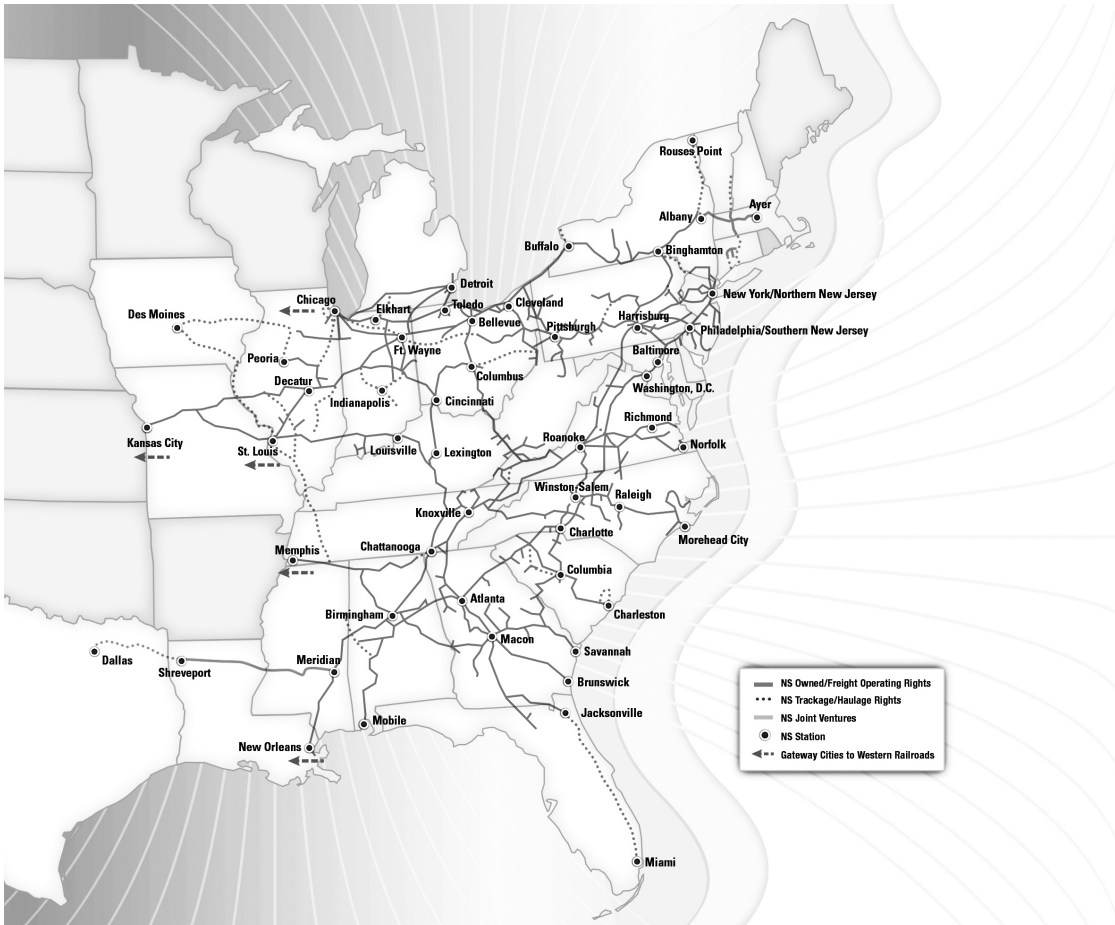 Rouses Point
Ayer
Albany
Buffalo
Binghamton
Detroit
New York/Northern New Jersey
Chicago
Elkhart
Toledo
Cleveland
Des Moines
Bellevue
Harrisburg
Pittsburgh
Philadelphia/Southern New Jersey
Ft. Wayne
Baltimore
Peoria
Columbus
Decatur
Washington, D.C.
Indianapolis
Cincinnati
Richmond
Kansas City
Roanoke
Norfolk
St. Louis
Louisville
Lexington
Winston-Salem
Raleigh
Knoxville
Charlotte
Morehead City
Chattanooga
Memphis
Columbia
Atlanta
Birmingham
Charleston
Macon
Savannah
Dallas
Meridian
Shreveport
Brunswick
Jacksonville
Mobile
New Orleans
Miami
NS Owned/Freight Operating Rights
NS Trackage/Haulage Rights
NS Joint Ventures
NS Station
Gateway Cities to Western Railroads